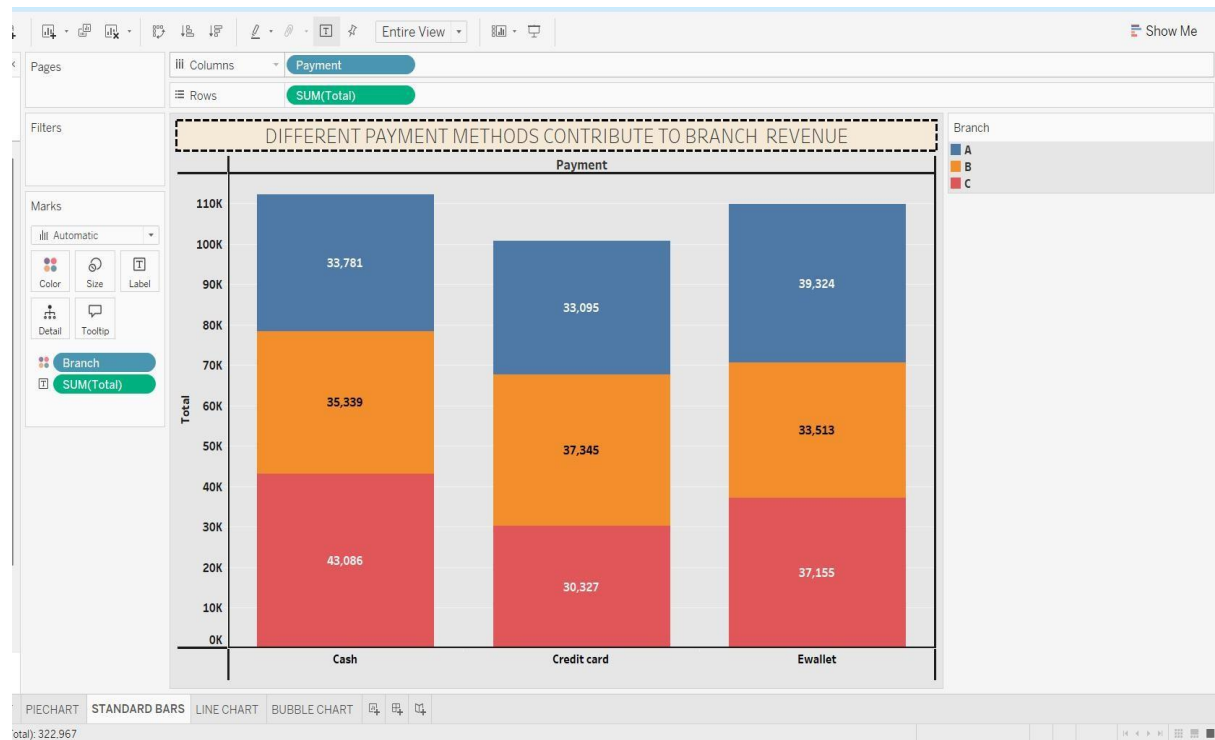 Entire View
Show Me
Pages
Columns
Payment
Rows
SUM(Total)
Filters
Marks
Automatic
Color
Size
Label
Detail
Tooltip
Branch
SUM(Total)
DIFFERENT PAYMENT METHODS CONTRIBUTE TO BRANCH REVENUE
Payment
Total
110K
100K
90K
80K
70K
60K
50K
40K
30K
20K
10K
0K
33,781
35,339
43,086
33,095
37,345
30,327
39,324
33,513
37,155
Cash
Credit card
Ewallet
Branch
A
B
C
PIECHART
STANDARD BARS
LINE CHART
BUBBLE CHART
otal): 322,967